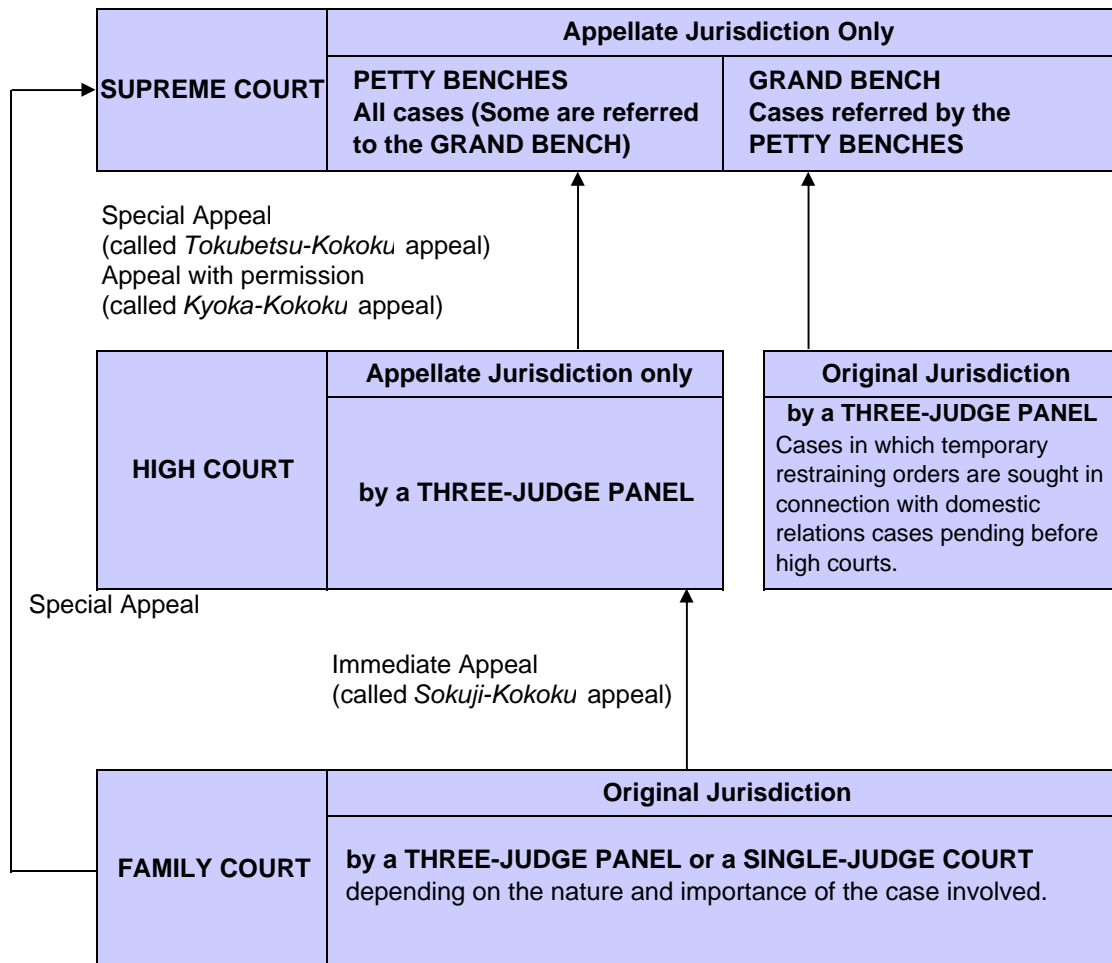 SUPREME COURT
Appellate Jurisdiction Only
PETTY BENCHES
All cases (Some are referred
to the GRAND BENCH)
GRAND BENCH
Cases referred by the
PETTY BENCHES
Special Appeal
(called Tokubetsu-Kokoku appeal)
Appeal with permission
(called Kyoka-Kokoku appeal)
HIGH COURT
Appellate Jurisdiction only
by a THREE-JUDGE PANEL
Original Jurisdiction
by a THREE-JUDGE PANEL
Cases in which temporary
restraining orders are sought in
connection with domestic
relations cases pending before
high courts.
Special Appeal
Immediate Appeal
(called Sokuji-Kokoku appeal)
FAMILY COURT
Original Jurisdiction
by a THREE-JUDGE PANEL or a SINGLE-JUDGE COURT
depending on the nature and importance of the case involved.